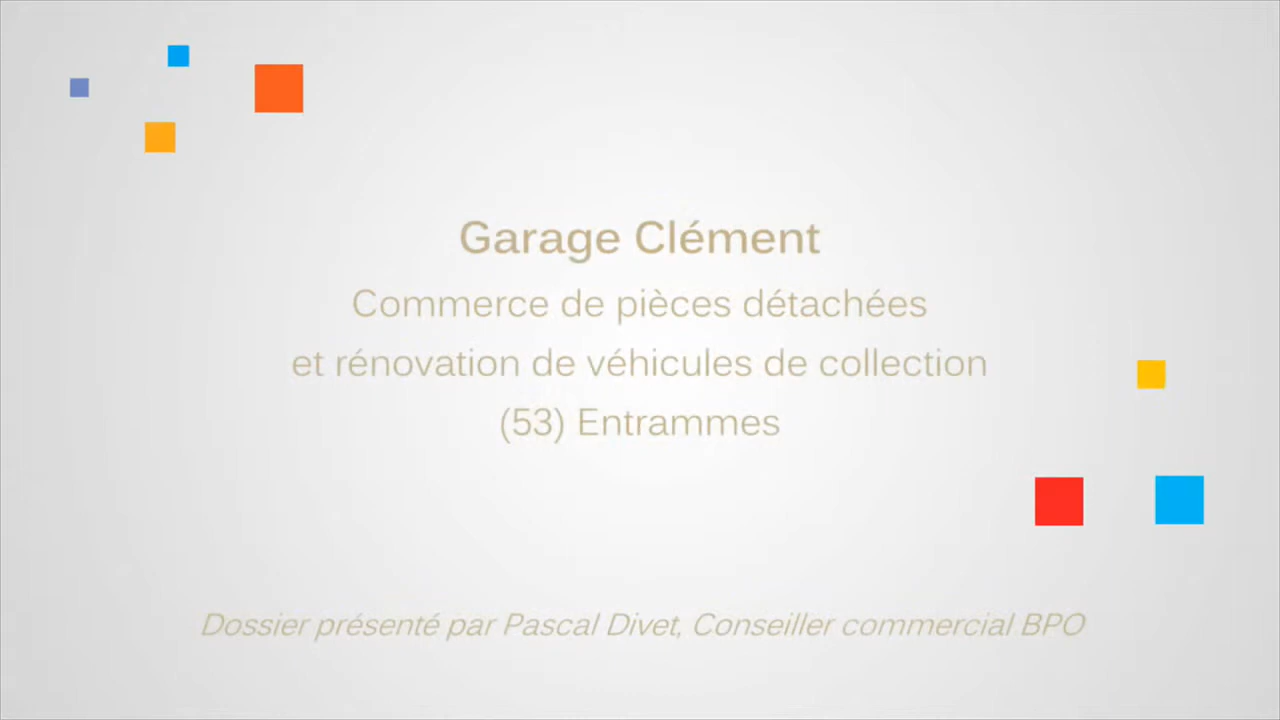 Garage Clément
Commerce de pièces détachées
et rénovation de véhicules de collection
(53) Entrammes
Dossier présenté par Pascal Divet, Conseiller commercial BPO